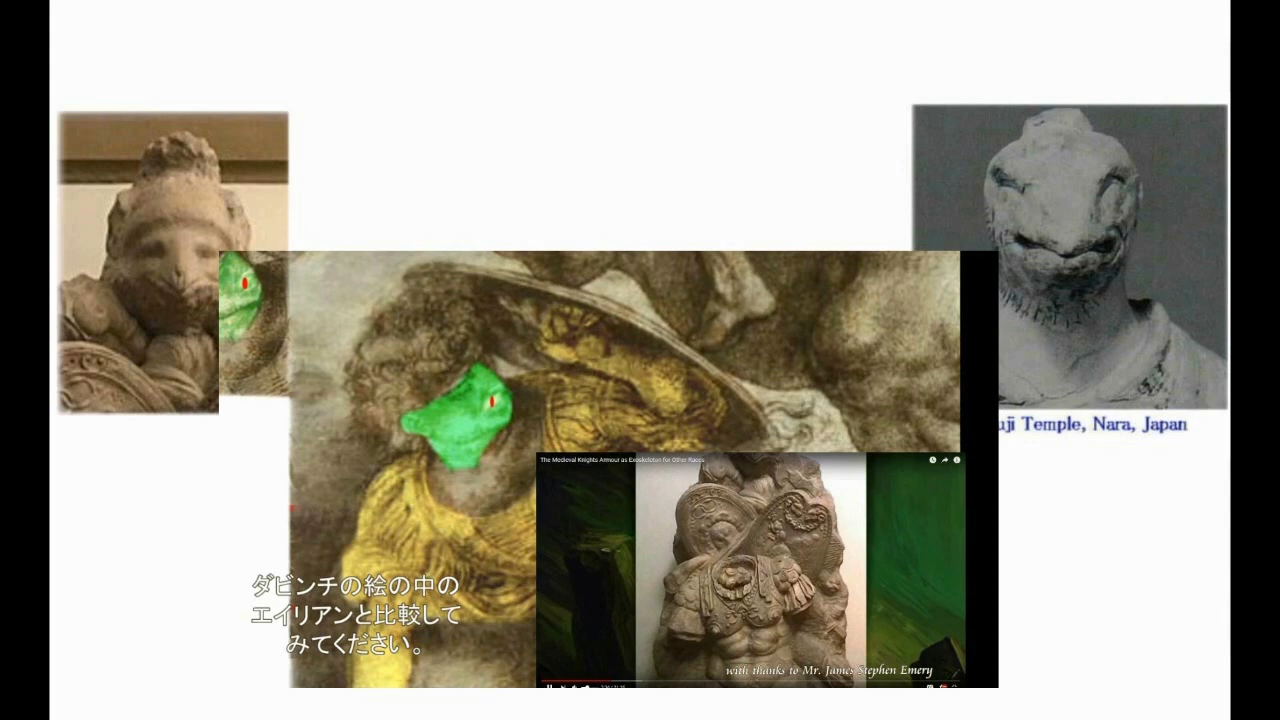 uji Temple, Nara, Japan
The Medieval Knights Armour as Exoskeleton for Other Races
ダビンチの絵の中の
エイリアンと比較して
みてください。
with thanks to Mr. James Stephen Emery